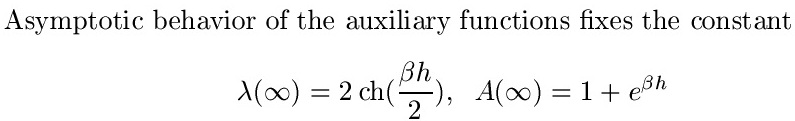 Asymptotic behavior of the auxiliary functions fixes the constant
λ(∞) = 2 ch(βh/2), A(∞) = 1 + e^{βh}